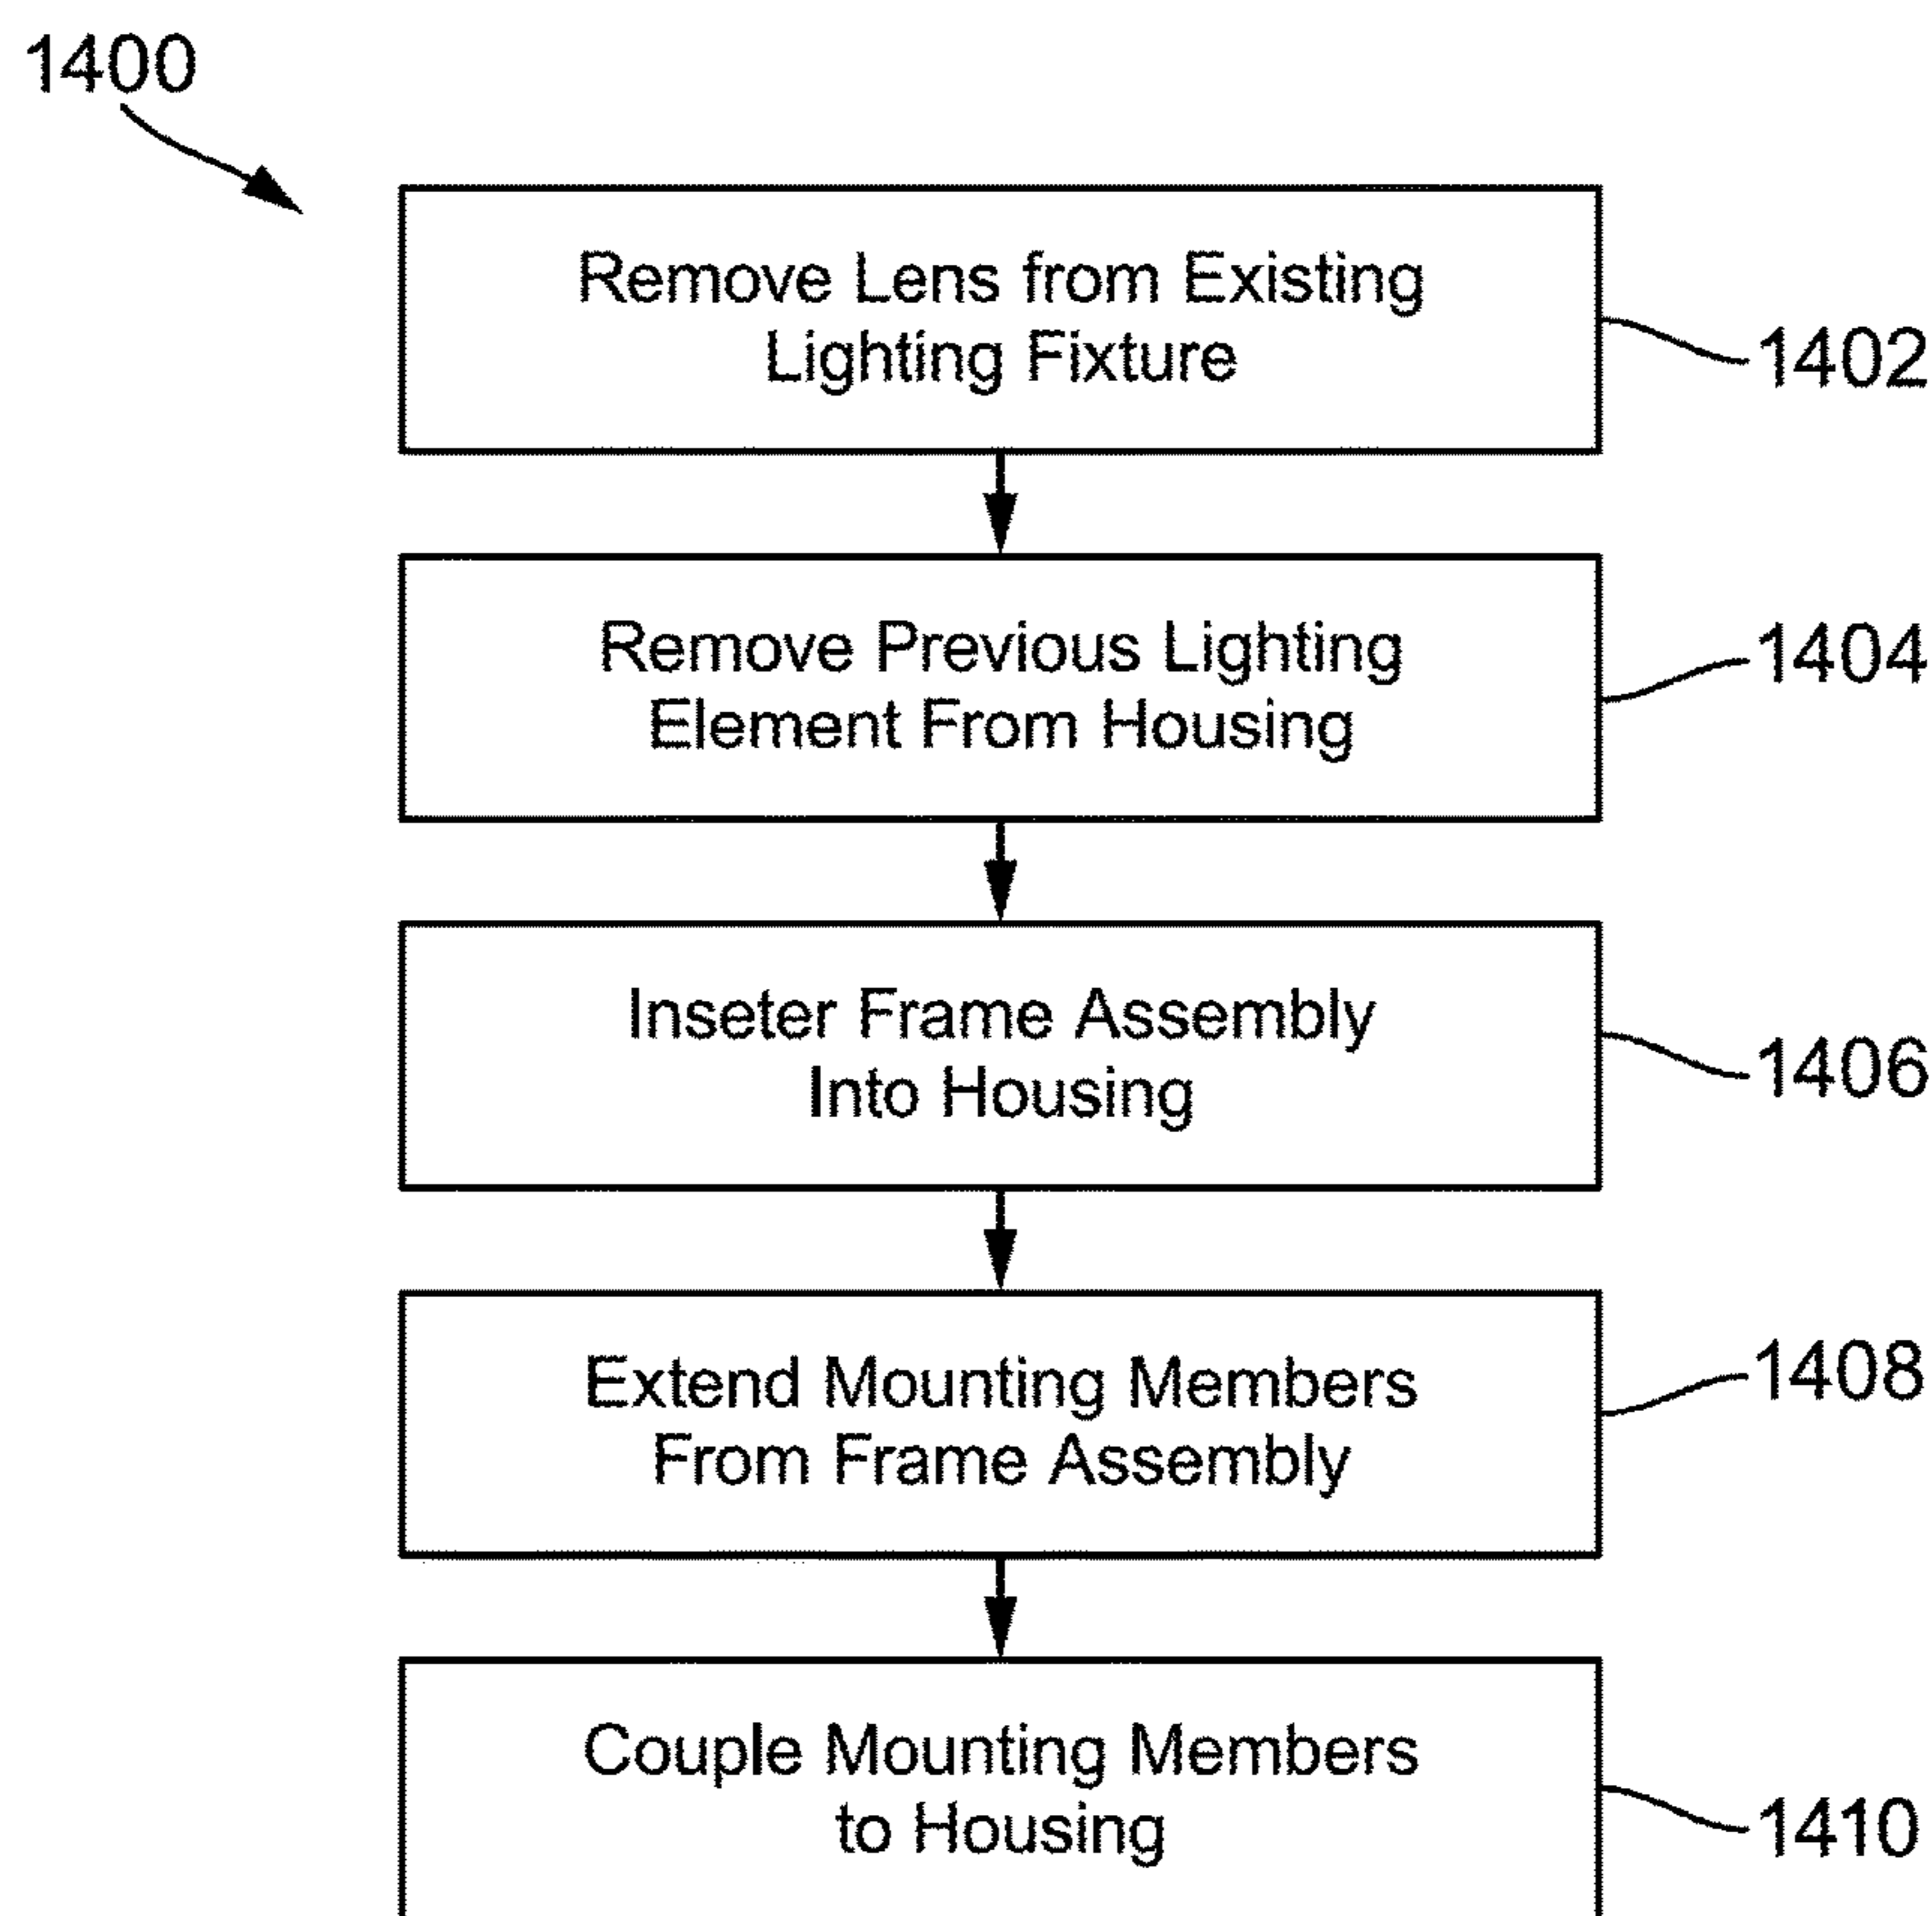 1400
Remove Lens from Existing
Lighting Fixture
1402
Remove Previous Lighting
Element From Housing
1404
Inseter Frame Assembly
Into Housing
1406
Extend Mounting Members
From Frame Assembly
1408
Couple Mounting Members
to Housing
1410